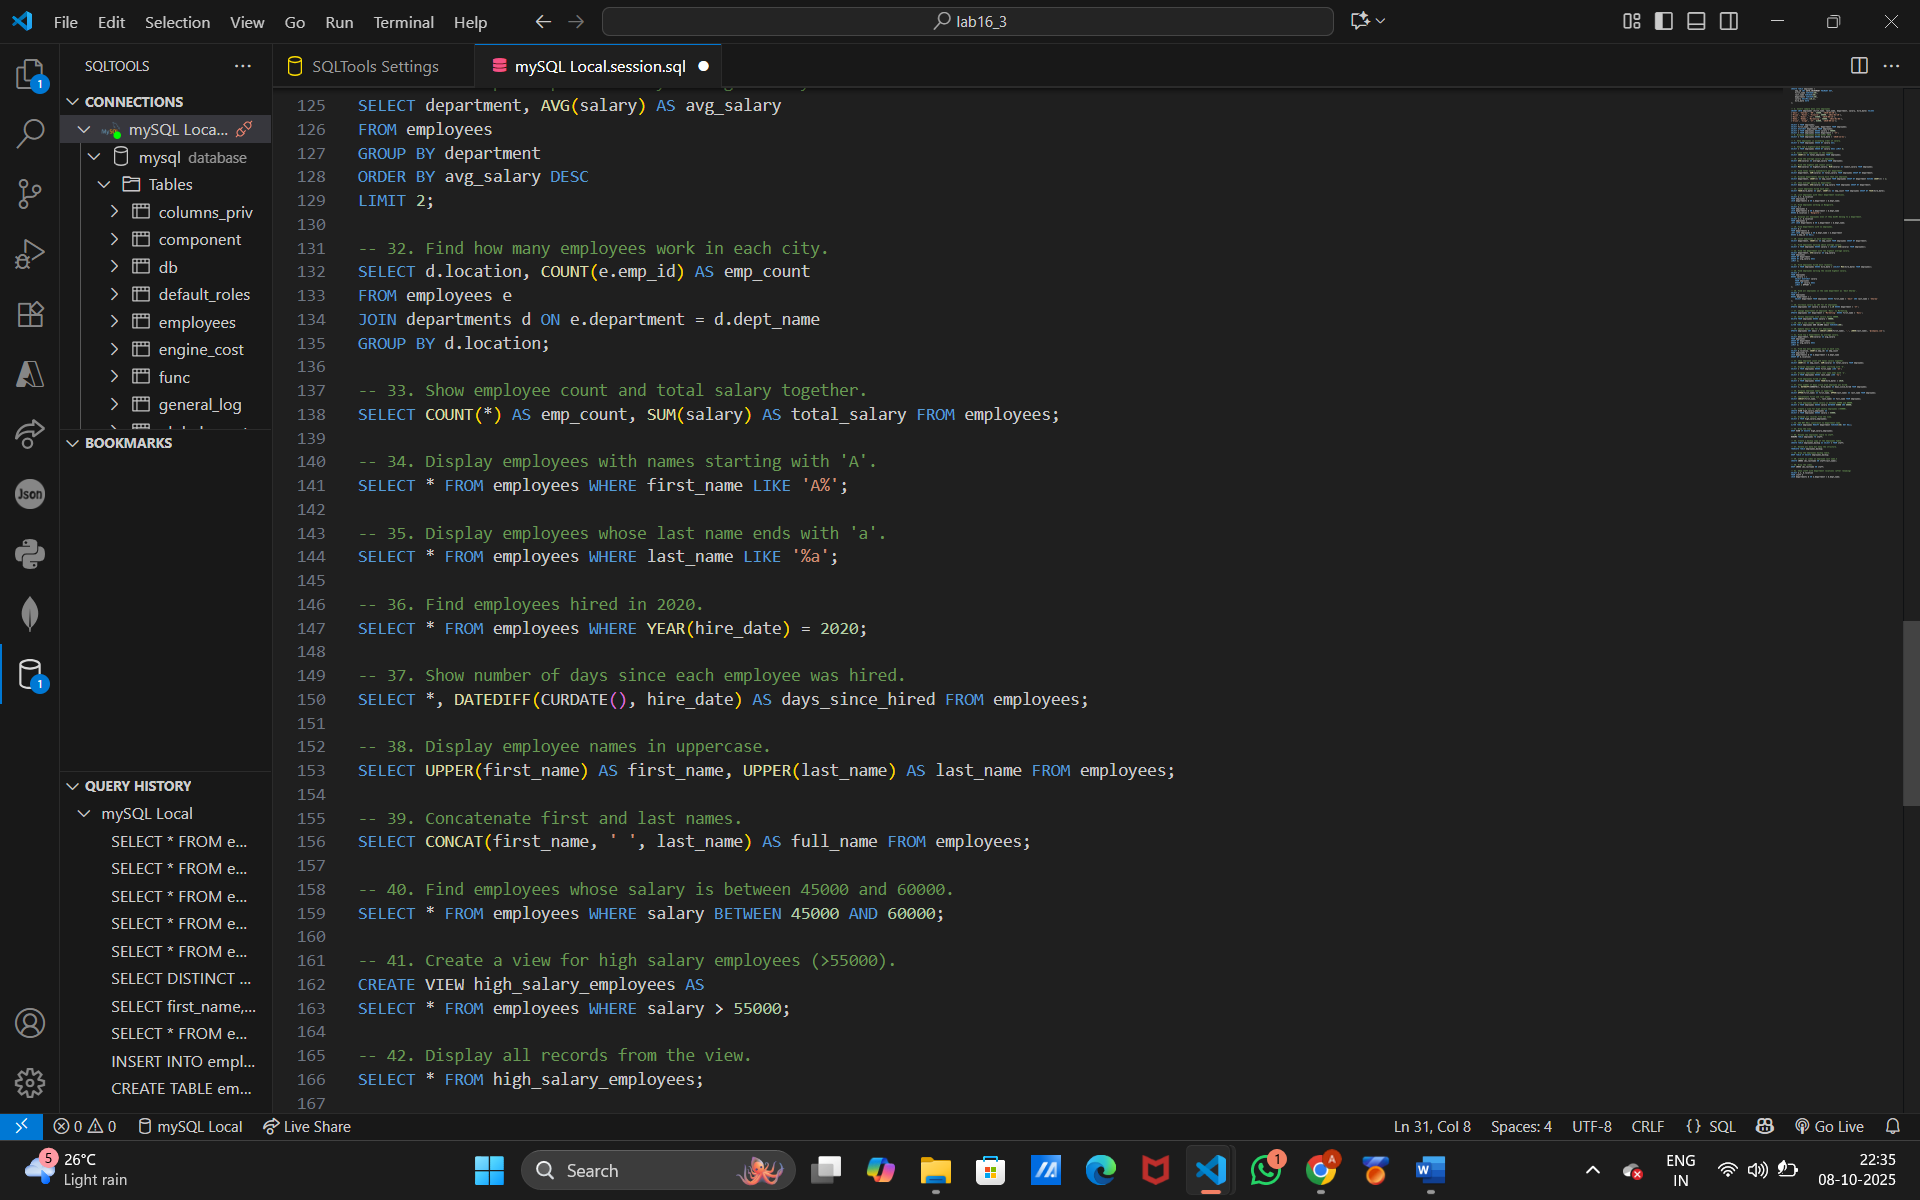 File Edit Selection View Go Run Terminal Help
lab16_3
SQLTOOLS
SQLTools Settings
mySQL Local.session.sql
CONNECTIONS
mySQL Loca...
mysql database
Tables
columns_priv
component
db
default_roles
employees
engine_cost
func
general_log
BOOKMARKS
QUERY HISTORY
mySQL Local
SELECT * FROM e...
SELECT * FROM e...
SELECT * FROM e...
SELECT * FROM e...
SELECT * FROM e...
SELECT DISTINCT ...
SELECT first_name,...
SELECT * FROM e...
INSERT INTO empl...
CREATE TABLE em...
125 SELECT department, AVG(salary) AS avg_salary
126 FROM employees
127 GROUP BY department
128 ORDER BY avg_salary DESC
129 LIMIT 2;
130
131 -- 32. Find how many employees work in each city.
132 SELECT d.location, COUNT(e.emp_id) AS emp_count
133 FROM employees e
134 JOIN departments d ON e.department = d.dept_name
135 GROUP BY d.location;
136
137 -- 33. Show employee count and total salary together.
138 SELECT COUNT(*) AS emp_count, SUM(salary) AS total_salary FROM employees;
139
140 -- 34. Display employees with names starting with 'A'.
141 SELECT * FROM employees WHERE first_name LIKE 'A%';
142
143 -- 35. Display employees whose last name ends with 'a'.
144 SELECT * FROM employees WHERE last_name LIKE '%a';
145
146 -- 36. Find employees hired in 2020.
147 SELECT * FROM employees WHERE YEAR(hire_date) = 2020;
148
149 -- 37. Show number of days since each employee was hired.
150 SELECT *, DATEDIFF(CURDATE(), hire_date) AS days_since_hired FROM employees;
151
152 -- 38. Display employee names in uppercase.
153 SELECT UPPER(first_name) AS first_name, UPPER(last_name) AS last_name FROM employees;
154
155 -- 39. Concatenate first and last names.
156 SELECT CONCAT(first_name, ' ', last_name) AS full_name FROM employees;
157
158 -- 40. Find employees whose salary is between 45000 and 60000.
159 SELECT * FROM employees WHERE salary BETWEEN 45000 AND 60000;
160
161 -- 41. Create a view for high salary employees (>55000).
162 CREATE VIEW high_salary_employees AS
163 SELECT * FROM employees WHERE salary > 55000;
164
165 -- 42. Display all records from the view.
166 SELECT * FROM high_salary_employees;
167
1
Json
1
0 0 mySQL Local Live Share
Ln 31, Col 8 Spaces: 4 UTF-8 CRLF {} SQL Go Live
5
26°C
Light rain
Search
1
A
ENG
IN
22:35
08-10-2025